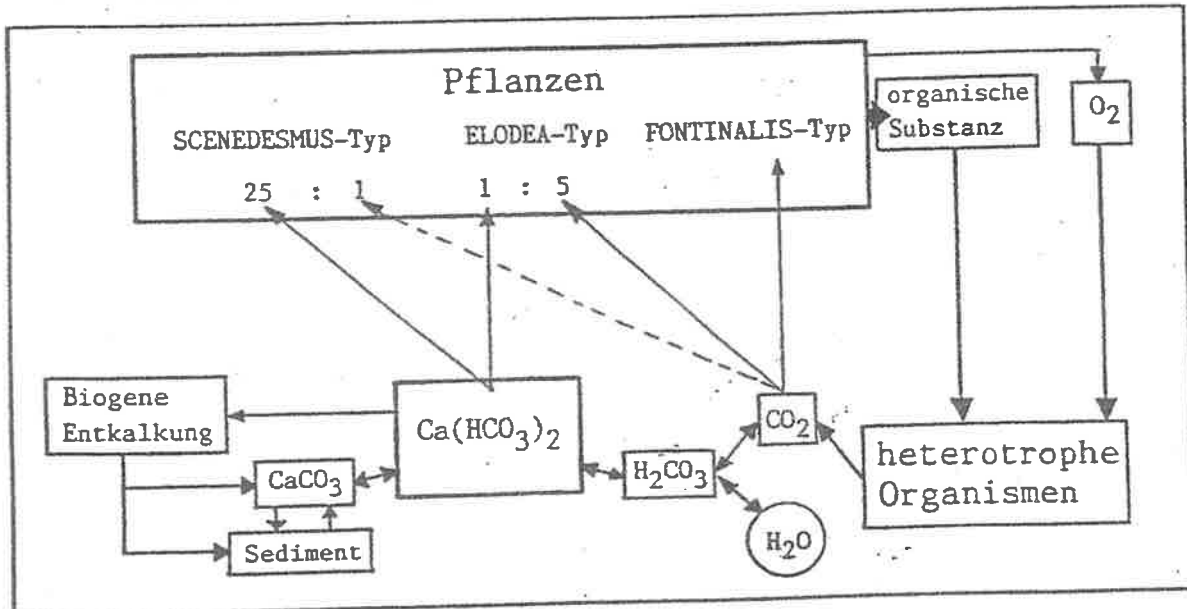 Pflanzen
SCENEDESMUS-Typ ELODEA-Typ FONTINALIS-Typ
25 : 1 1 : 5
organische
Substanz
O₂
Biogene
Entkalkung
Ca(HCO₃)₂
CaCO₃
Sediment
H₂CO₃
CO₂
H₂O
heterotrophe
Organismen